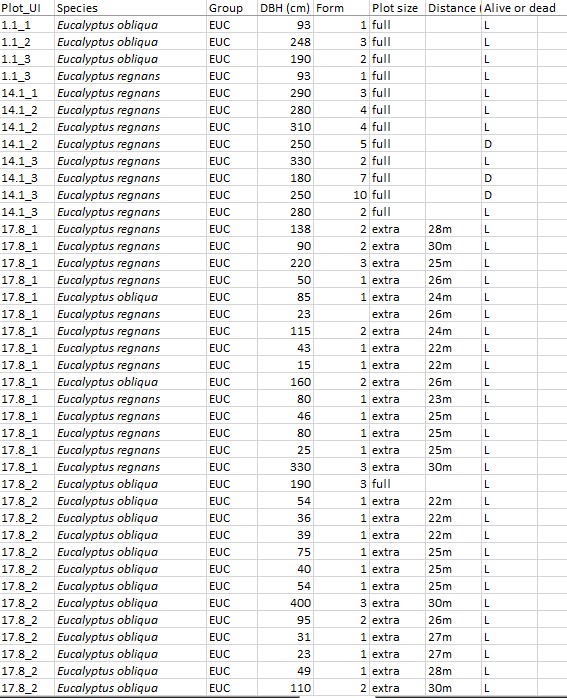 Plot_UI Species Group DBH (cm) Form Plot size Distance ( Alive or dead
1.1_1 Eucalyptus obliqua EUC 93 1 full L
1.1_2 Eucalyptus obliqua EUC 248 3 full L
1.1_3 Eucalyptus obliqua EUC 190 2 full L
1.1_3 Eucalyptus regnans EUC 93 1 full L
14.1_1 Eucalyptus regnans EUC 290 3 full L
14.1_2 Eucalyptus regnans EUC 280 4 full L
14.1_2 Eucalyptus regnans EUC 310 4 full L
14.1_2 Eucalyptus regnans EUC 250 5 full D
14.1_3 Eucalyptus regnans EUC 330 2 full L
14.1_3 Eucalyptus regnans EUC 180 7 full D
14.1_3 Eucalyptus regnans EUC 250 10 full D
14.1_3 Eucalyptus regnans EUC 280 2 full L
17.8_1 Eucalyptus regnans EUC 138 2 extra 28m L
17.8_1 Eucalyptus regnans EUC 90 2 extra 30m L
17.8_1 Eucalyptus regnans EUC 220 3 extra 25m L
17.8_1 Eucalyptus regnans EUC 50 1 extra 26m L
17.8_1 Eucalyptus obliqua EUC 85 1 extra 24m L
17.8_1 Eucalyptus regnans EUC 23 extra 26m L
17.8_1 Eucalyptus regnans EUC 115 2 extra 24m L
17.8_1 Eucalyptus regnans EUC 43 1 extra 22m L
17.8_1 Eucalyptus regnans EUC 15 1 extra 22m L
17.8_1 Eucalyptus obliqua EUC 160 2 extra 26m L
17.8_1 Eucalyptus regnans EUC 80 1 extra 23m L
17.8_1 Eucalyptus regnans EUC 46 1 extra 25m L
17.8_1 Eucalyptus regnans EUC 80 1 extra 25m L
17.8_1 Eucalyptus regnans EUC 25 1 extra 25m L
17.8_1 Eucalyptus regnans EUC 330 3 extra 30m L
17.8_2 Eucalyptus obliqua EUC 190 3 full L
17.8_2 Eucalyptus obliqua EUC 54 1 extra 22m L
17.8_2 Eucalyptus obliqua EUC 36 1 extra 22m L
17.8_2 Eucalyptus obliqua EUC 39 1 extra 22m L
17.8_2 Eucalyptus obliqua EUC 75 1 extra 25m L
17.8_2 Eucalyptus obliqua EUC 40 1 extra 25m L
17.8_2 Eucalyptus obliqua EUC 54 1 extra 25m L
17.8_2 Eucalyptus obliqua EUC 400 3 extra 30m L
17.8_2 Eucalyptus obliqua EUC 95 2 extra 26m L
17.8_2 Eucalyptus obliqua EUC 31 1 extra 27m L
17.8_2 Eucalyptus obliqua EUC 23 1 extra 27m L
17.8_2 Eucalyptus obliqua EUC 49 1 extra 28m L
17.8_2 Eucalyptus obliqua EUC 110 2 extra 30m L